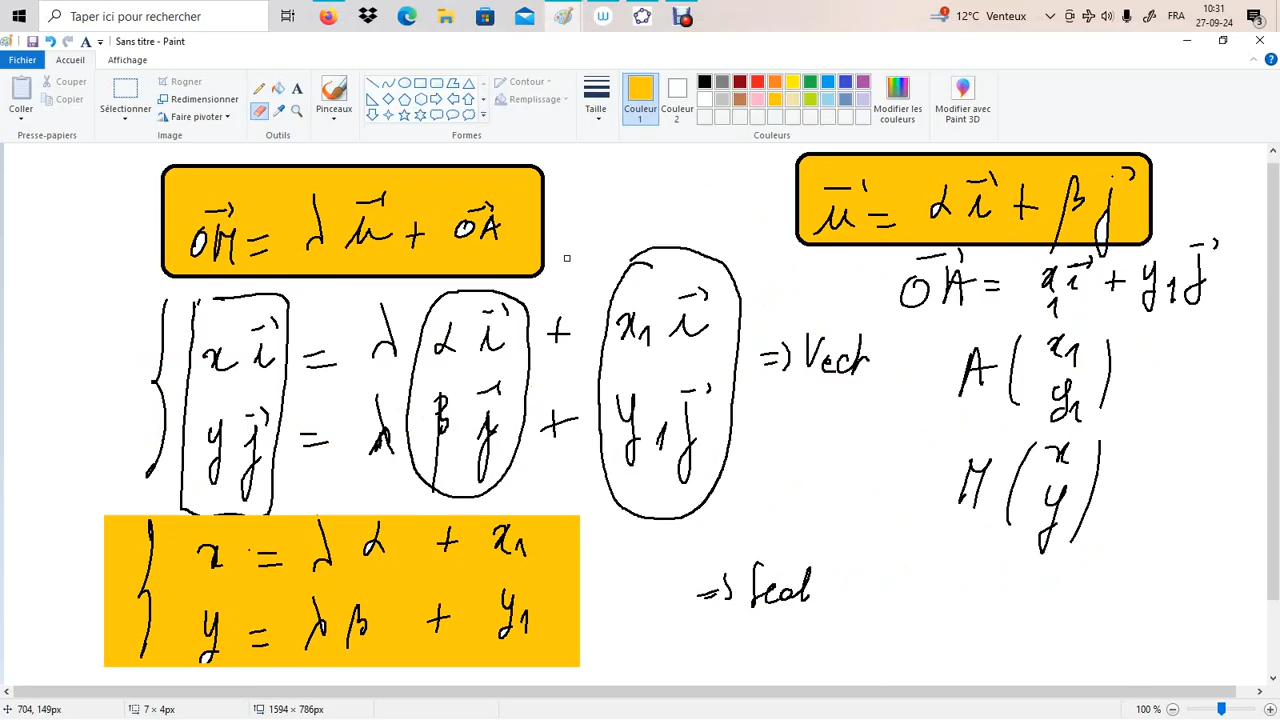 Taper ici pour rechercher
12°C Venteux
FRA
10:31
27-09-24
3
Sans titre - Paint
Fichier
Accueil
Affichage
Coller
Couper
Copier
Presse-papiers
Sélectionner
Rogner
Redimensionner
Faire pivoter
Image
Outils
Pinceaux
Formes
Contour
Remplissage
Taille
Couleur 1
Couleur 2
Couleurs
Modifier les couleurs
Modifier avec Paint 3D
OM⃗ = λ u⃗ + OA⃗
u⃗ = α i⃗ + β j⃗
OA⃗ = x₁ i⃗ + y₁ j⃗
x i⃗ = λ α i⃗ + x₁ i⃗
y j⃗ = λ β j⃗ + y₁ j⃗
=> Vect
A ( x₁
y₁ )
M ( x
y )
{ x = λ α + x₁
y = λ β + y₁
=> Scal
704, 149px
7 × 4px
1594 × 786px
100 %